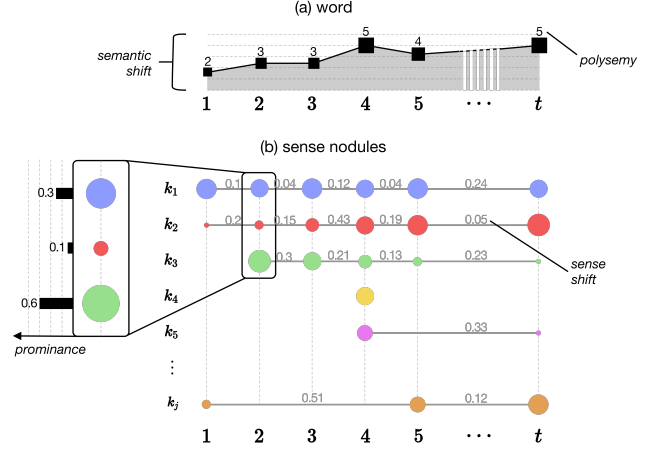 (a) word
semantic
shift
2
3
3
5
4
5
polysemy
1 2 3 4 5 ... t
(b) sense nodules
0.3
0.1
0.6
prominance
k1 0.1 0.04 0.12 0.04 0.24
k2 0.2 0.15 0.43 0.19 0.05
k3 0.3 0.21 0.13 0.23
sense
shift
k4
k5 0.33
⋮
kj 0.51 0.12
1 2 3 4 5 ... t